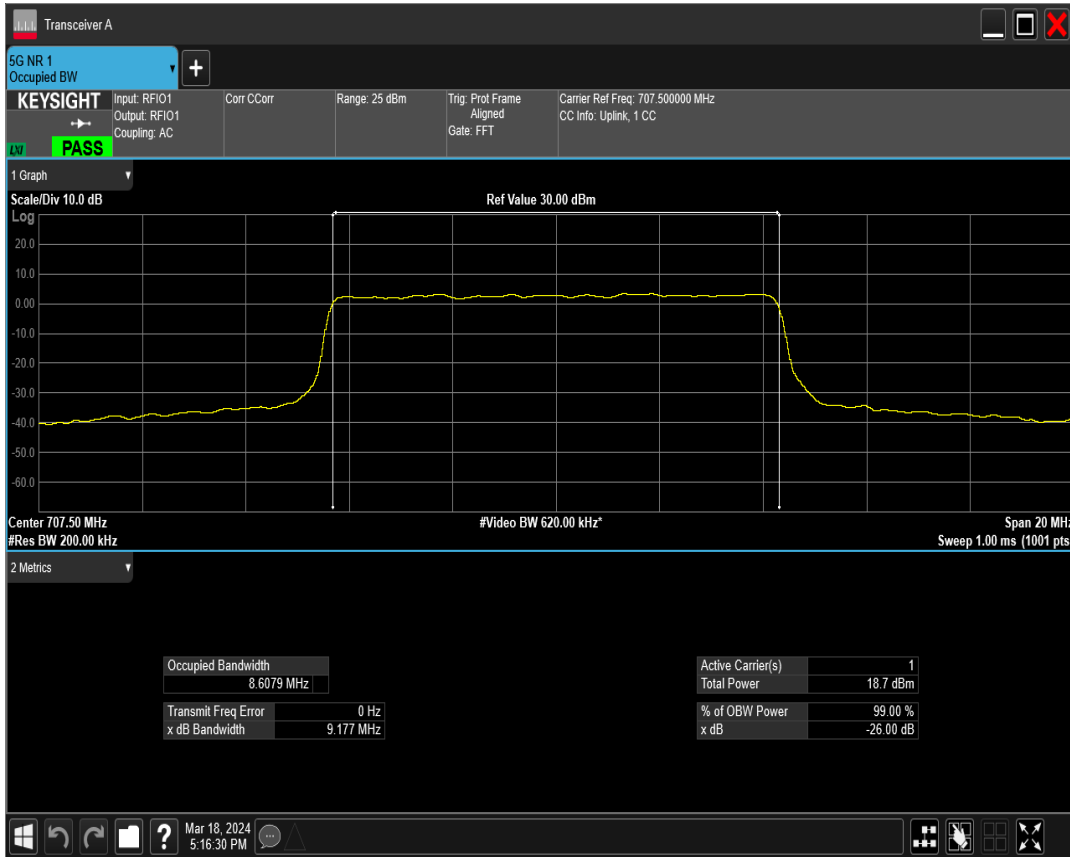 Transceiver A
5G NR 1
Occupied BW
KEYSIGHT
LXI
PASS
Input: RFIO1
Output: RFIO1
Coupling: AC
Corr CCorr
Range: 25 dBm
Trig: Prot Frame
Aligned
Gate: FFT
Carrier Ref Freq: 707.500000 MHz
CC Info: Uplink, 1 CC
1 Graph
Scale/Div 10.0 dB
Ref Value 30.00 dBm
Log
20.0
10.0
0.00
-10.0
-20.0
-30.0
-40.0
-50.0
-60.0
Center 707.50 MHz
#Video BW 620.00 kHz*
Span 20 MHz
#Res BW 200.00 kHz
Sweep 1.00 ms (1001 pts
2 Metrics
Occupied Bandwidth
8.6079 MHz
Transmit Freq Error 0 Hz
x dB Bandwidth 9.177 MHz
Active Carrier(s) 1
Total Power 18.7 dBm
% of OBW Power 99.00 %
x dB -26.00 dB
?
Mar 18, 2024
5:16:30 PM